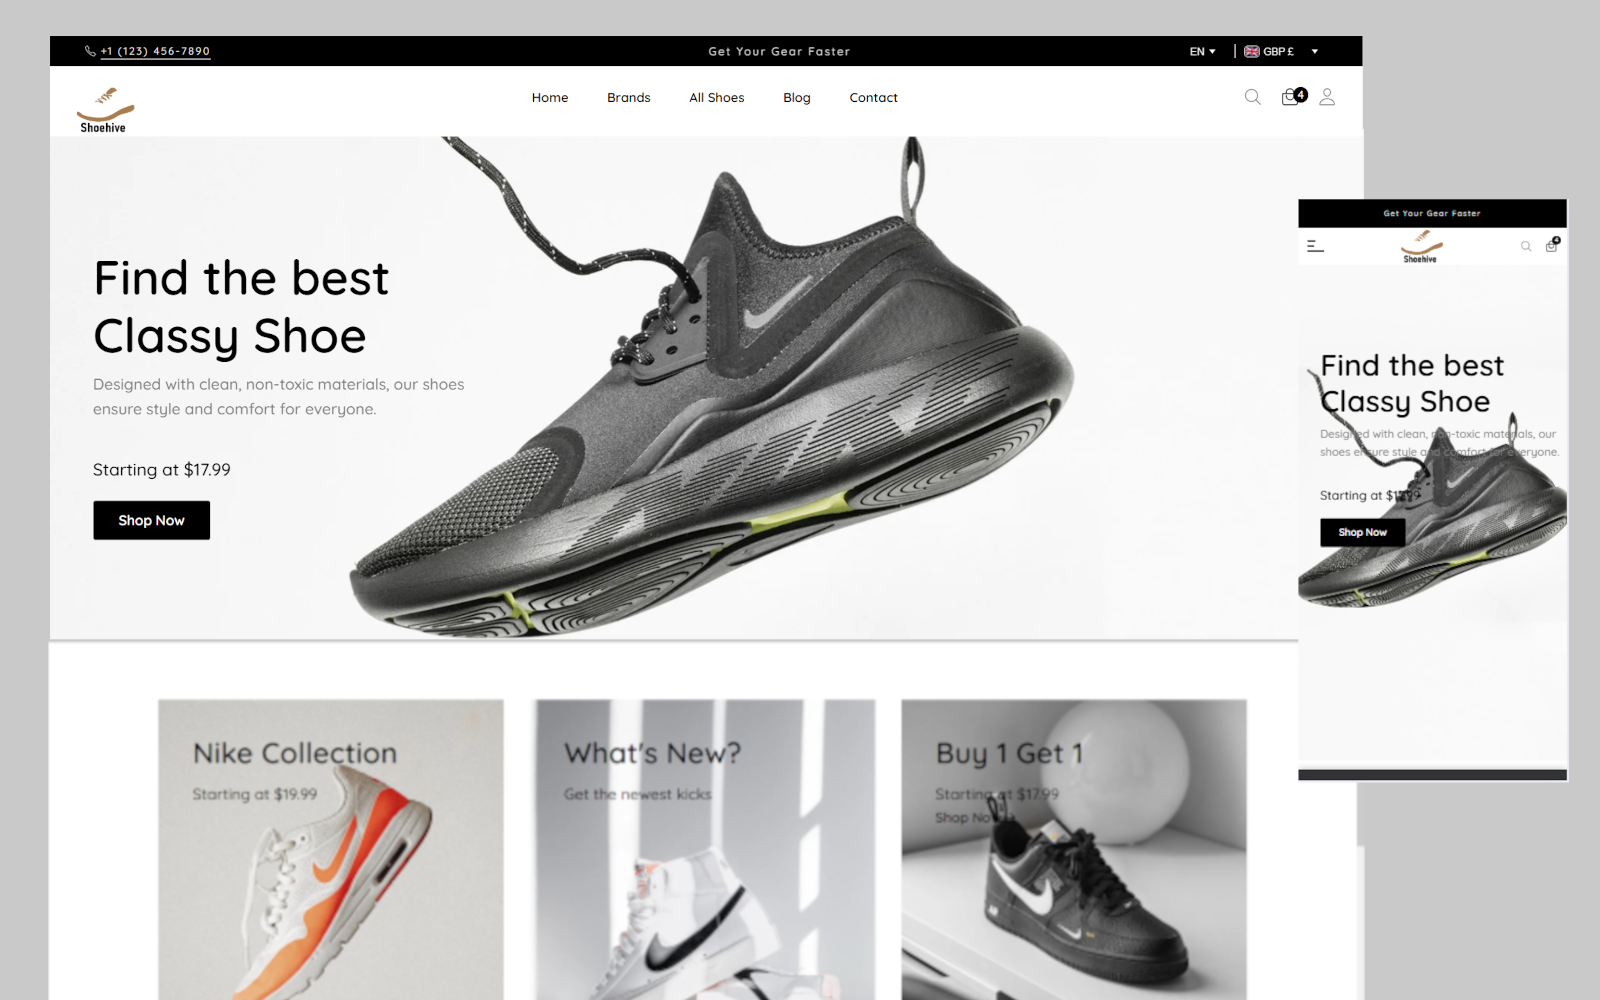 +1 (123) 456-7890
Get Your Gear Faster
EN
GBP £
Shoehive
Home
Brands
All Shoes
Blog
Contact
4
Find the best
Classy Shoe
Designed with clean, non-toxic materials, our shoes
ensure style and comfort for everyone.
Starting at $17.99
Shop Now
Get Your Gear Faster
Shoehive
4
Find the best
Classy Shoe
Designed with clean, non-toxic materials, our
shoes ensure style and comfort for everyone.
Starting at $17.99
Shop Now
Nike Collection
Starting at $19.99
What's New?
Get the newest kicks
Buy 1 Get 1
Starting at $17.99
Shop Now